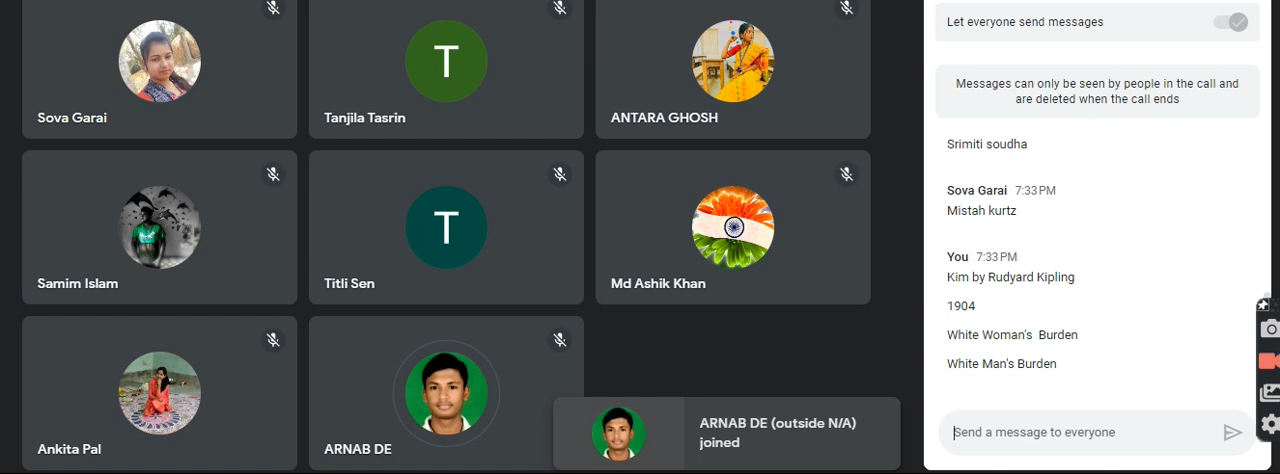 Sova Garai
T
Tanjila Tasrin
ANTARA GHOSH
Samim Islam
T
Titli Sen
Md Ashik Khan
Ankita Pal
ARNAB DE
ARNAB DE (outside N/A)
joined
Let everyone send messages
Messages can only be seen by people in the call and
are deleted when the call ends
Srimiti soudha
Sova Garai 7:33 PM
Mistah kurtz
You 7:33 PM
Kim by Rudyard Kipling
1904
White Woman's  Burden
White Man's Burden
Send a message to everyone